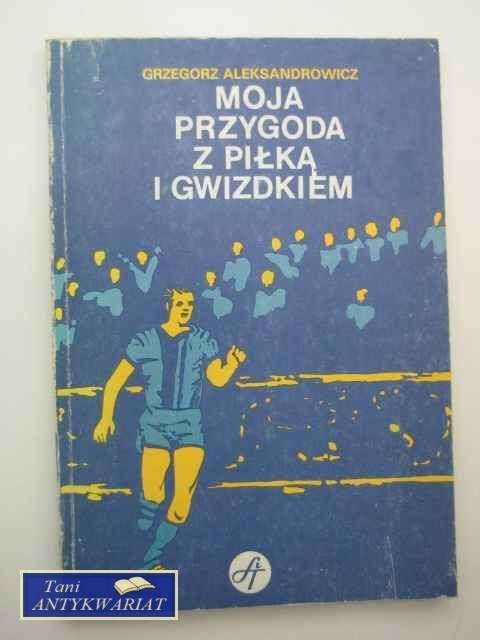 GRZEGORZ ALEKSANDROWICZ
MOJA
PRZYGODA
Z PIŁKĄ
I GWIZDKIEM
Tani
ANTYKWARIAT